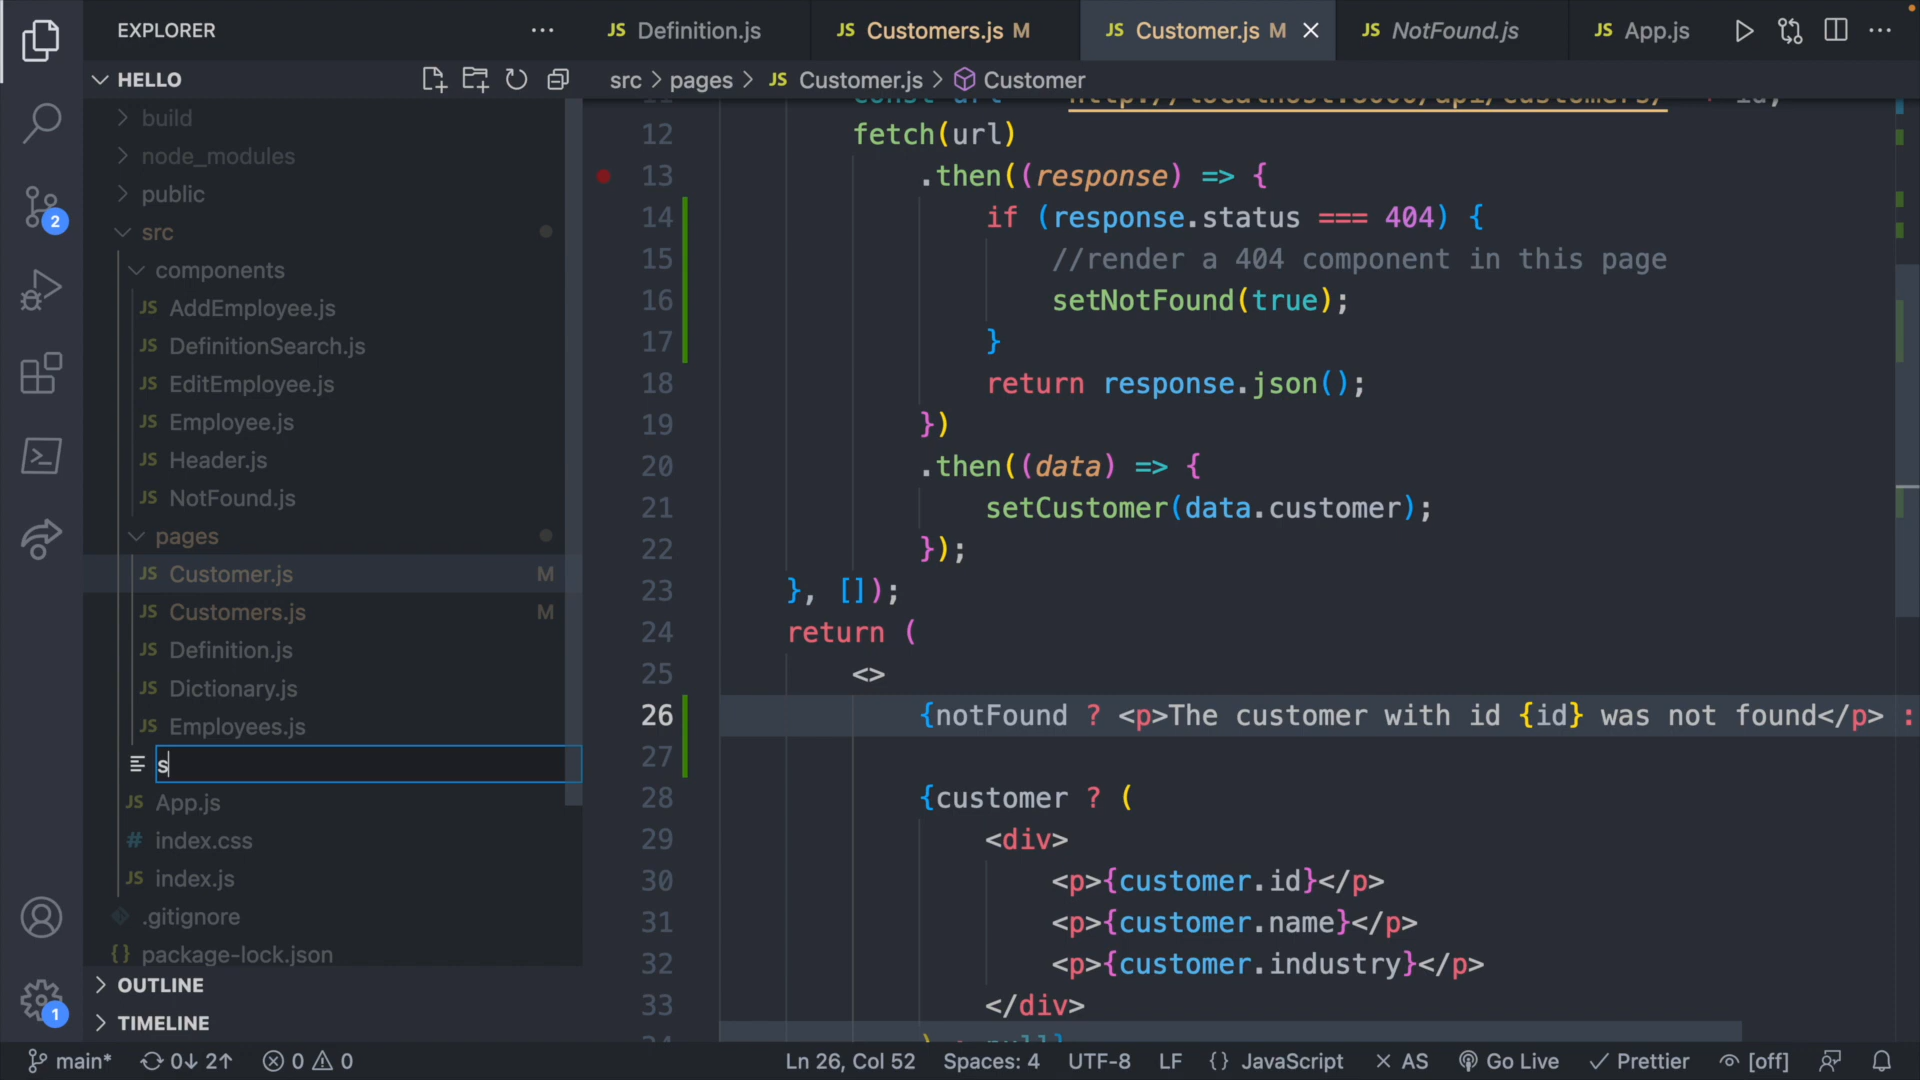 EXPLORER
Definition.js
Customers.js M
Customer.js M
NotFound.js
App.js
HELLO
src > pages > JS Customer.js > Customer
build
node_modules
public
src
components
JS AddEmployee.js
JS DefinitionSearch.js
JS EditEmployee.js
JS Employee.js
JS Header.js
JS NotFound.js
pages
JS Customer.js M
JS Customers.js M
JS Definition.js
JS Dictionary.js
JS Employees.js
s
JS App.js
# index.css
JS index.js
.gitignore
{} package-lock.json
OUTLINE
TIMELINE
2
1
12 fetch(url)
13 .then((response) => {
14 if (response.status === 404) {
15 //render a 404 component in this page
16 setNotFound(true);
17 }
18 return response.json();
19 })
20 .then((data) => {
21 setCustomer(data.customer);
22 });
23 }, []);
24 return (
25 <>
26 {notFound ? <p>The customer with id {id} was not found</p> :
27
28 {customer ? (
29 <div>
30 <p>{customer.id}</p>
31 <p>{customer.name}</p>
32 <p>{customer.industry}</p>
33 </div>
main* 0↓ 2↑ 0 0 Ln 26, Col 52 Spaces: 4 UTF-8 LF {} JavaScript × AS Go Live ✓ Prettier [off]